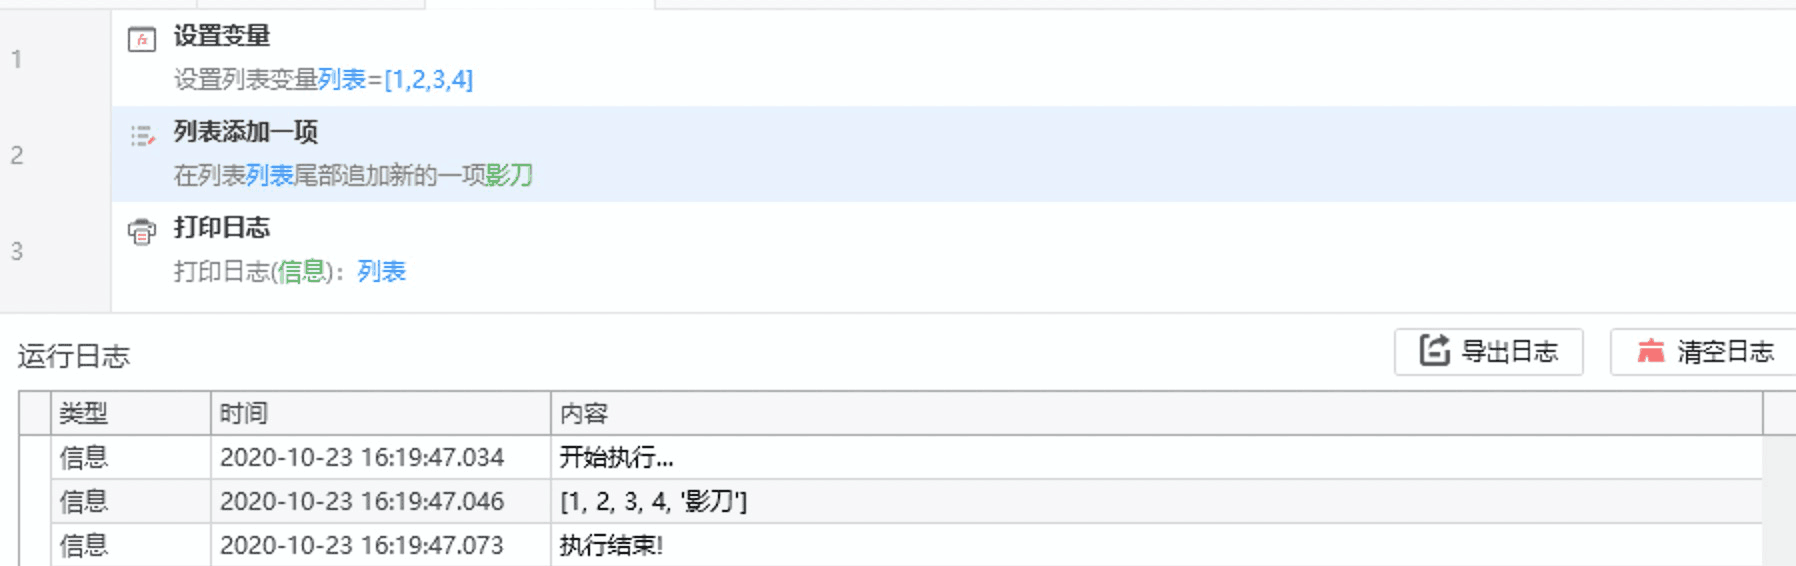 1
设置变量
设置列表变量列表=[1,2,3,4]
2
列表添加一项
在列表列表尾部追加新的一项影刀
3
打印日志
打印日志(信息)：列表
运行日志
导出日志
清空日志
类型 时间 内容
信息 2020-10-23 16:19:47.034 开始执行...
信息 2020-10-23 16:19:47.046 [1, 2, 3, 4, '影刀']
信息 2020-10-23 16:19:47.073 执行结束!